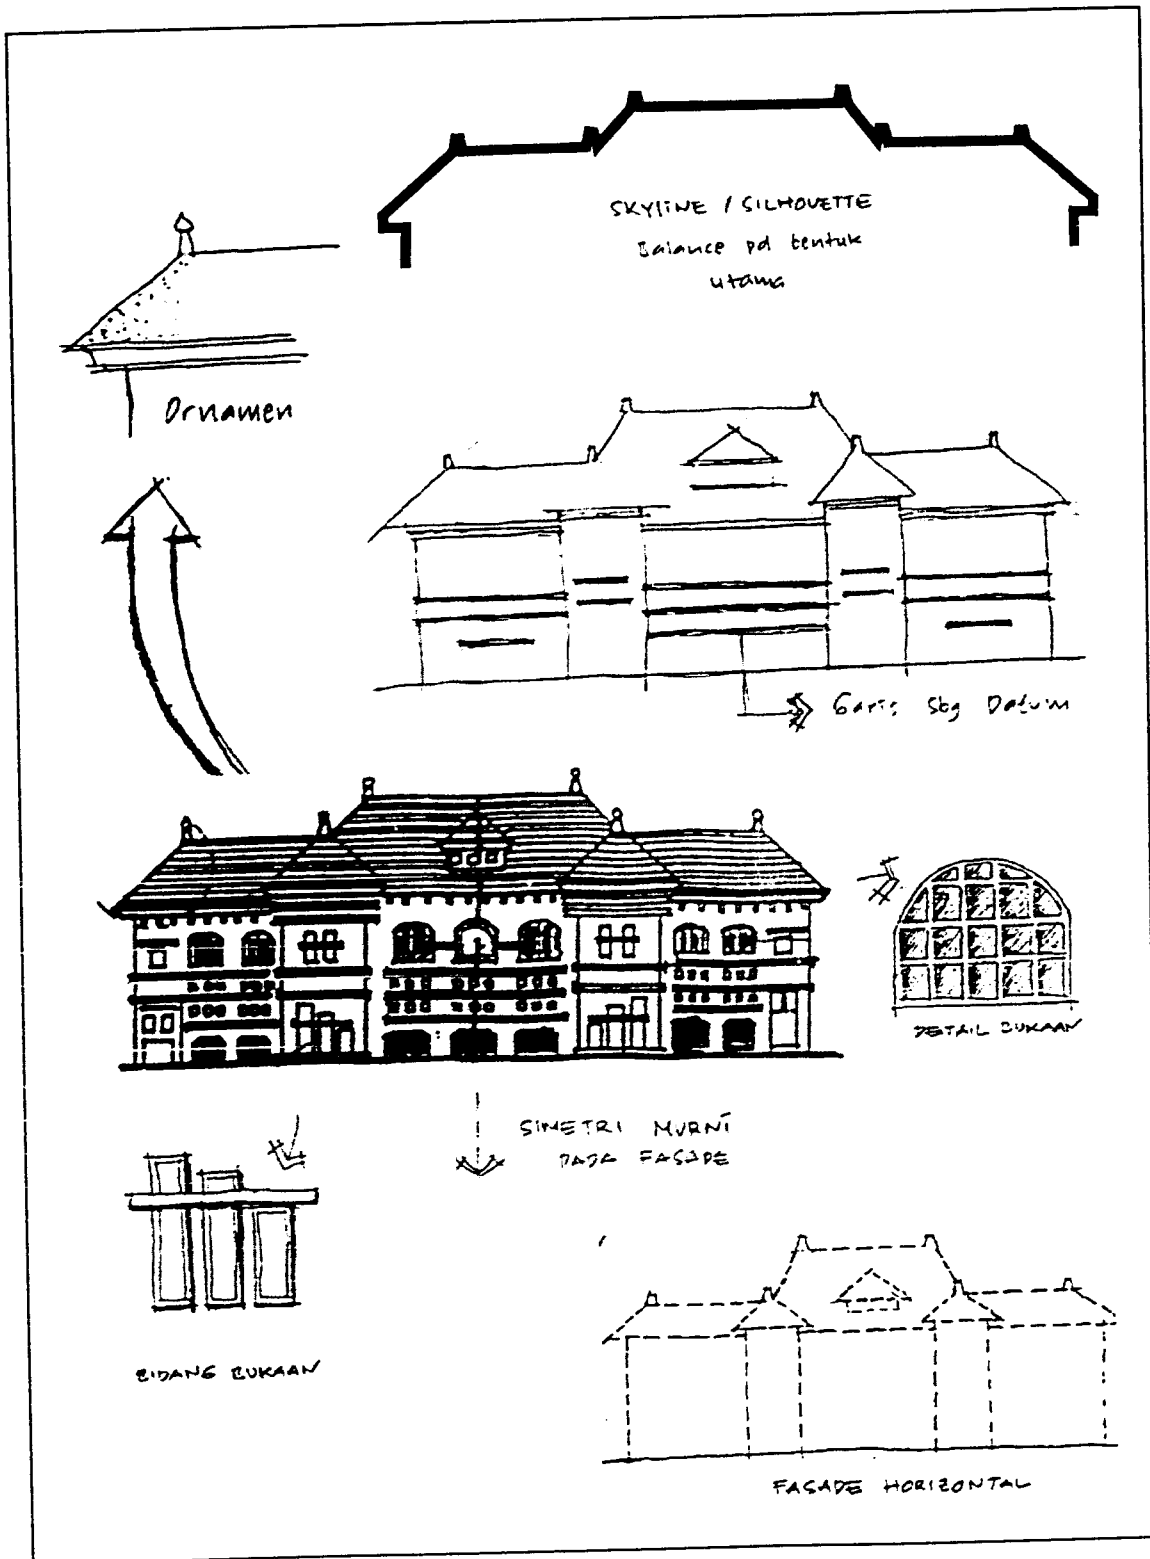 SKYLINE / SILHOUETTE
Balance pd bentuk
utama
Ornamen
Garis sbg Datum
DETAIL BUKAAN
SIMETRI MURNI
PADA FASADE
BIDANG BUKAAN
FASADE HORIZONTAL